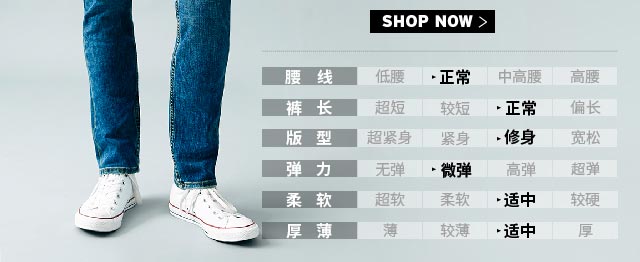 SHOP NOW >
腰 线 低腰 正常 中高腰 高腰
裤 长 超短 较短 正常 偏长
版 型 超紧身 紧身 修身 宽松
弹 力 无弹 微弹 高弹 超弹
柔 软 超软 柔软 适中 较硬
厚 薄 薄 较薄 适中 厚